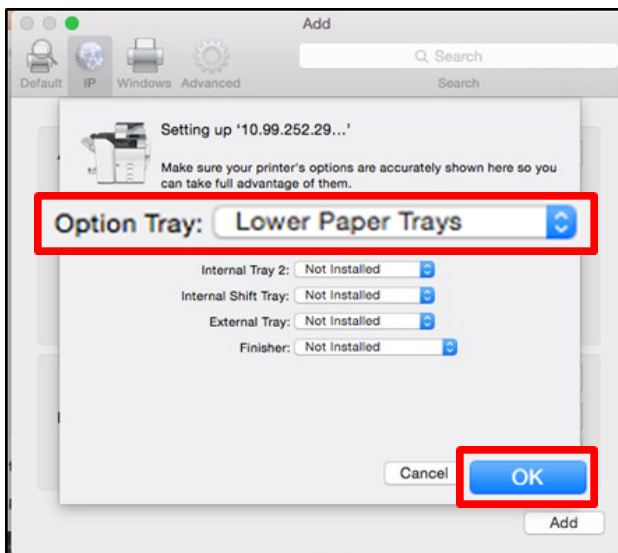 Add
Search
Default IP Windows Advanced
Search
Setting up '10.99.252.29...'
Make sure your printer's options are accurately shown here so you
can take full advantage of them.
Option Tray: Lower Paper Trays
Internal Tray 2: Not Installed
Internal Shift Tray: Not Installed
External Tray: Not Installed
Finisher: Not Installed
Cancel OK
Add